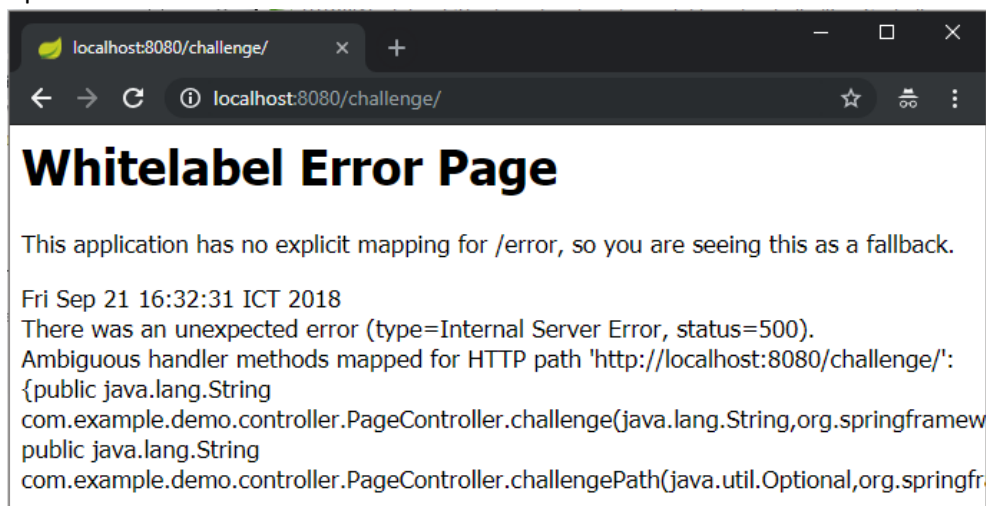 localhost:8080/challenge/
localhost:8080/challenge/
Whitelabel Error Page
This application has no explicit mapping for /error, so you are seeing this as a fallback.
Fri Sep 21 16:32:31 ICT 2018
There was an unexpected error (type=Internal Server Error, status=500).
Ambiguous handler methods mapped for HTTP path 'http://localhost:8080/challenge/':
{public java.lang.String
com.example.demo.controller.PageController.challenge(java.lang.String,org.springframew
public java.lang.String
com.example.demo.controller.PageController.challengePath(java.util.Optional,org.springfr